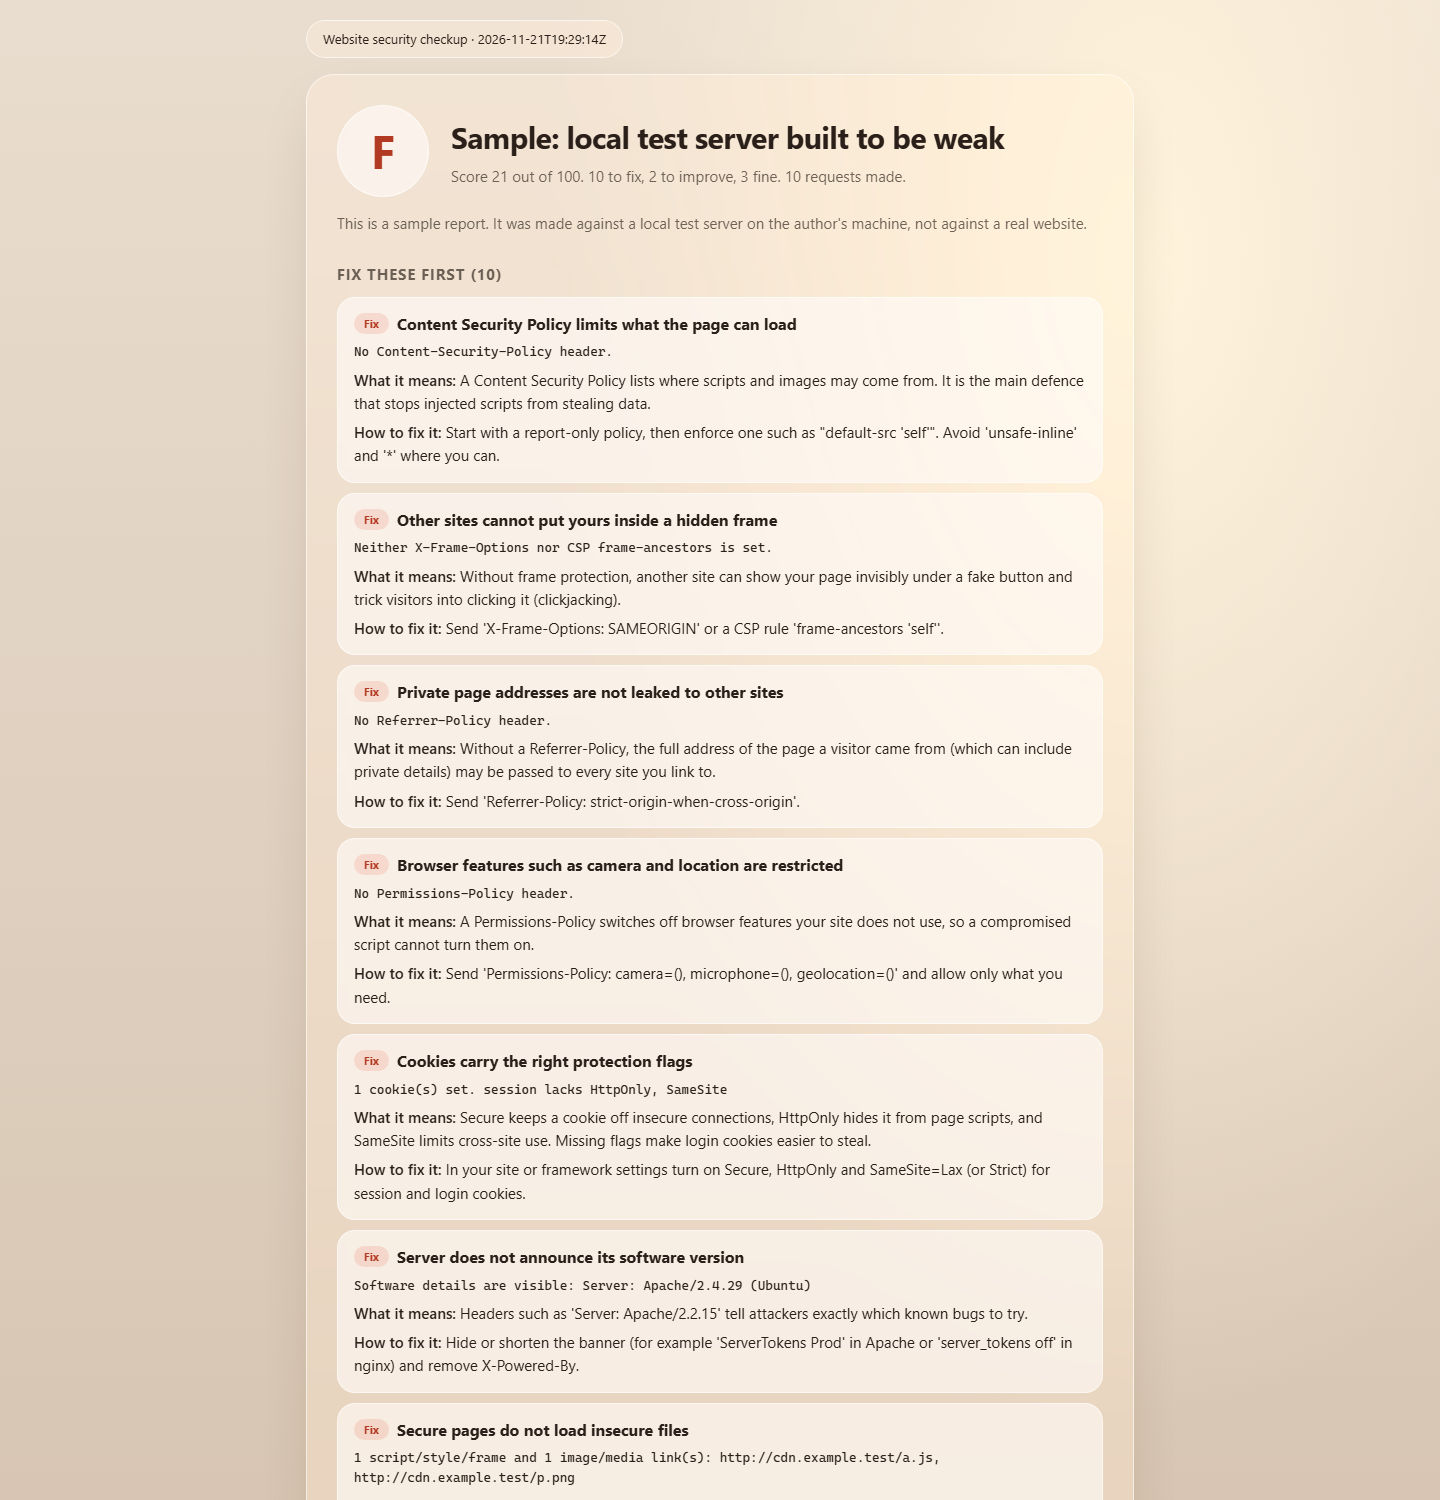 Website security checkup · 2026-11-21T19:29:14Z
F
Sample: local test server built to be weak
Score 21 out of 100. 10 to fix, 2 to improve, 3 fine. 10 requests made.
This is a sample report. It was made against a local test server on the author's machine, not against a real website.
FIX THESE FIRST (10)
Fix Content Security Policy limits what the page can load
No Content-Security-Policy header.
What it means: A Content Security Policy lists where scripts and images may come from. It is the main defence
that stops injected scripts from stealing data.
How to fix it: Start with a report-only policy, then enforce one such as "default-src 'self'". Avoid 'unsafe-inline'
and '*' where you can.
Fix Other sites cannot put yours inside a hidden frame
Neither X-Frame-Options nor CSP frame-ancestors is set.
What it means: Without frame protection, another site can show your page invisibly under a fake button and
trick visitors into clicking it (clickjacking).
How to fix it: Send 'X-Frame-Options: SAMEORIGIN' or a CSP rule 'frame-ancestors 'self''.
Fix Private page addresses are not leaked to other sites
No Referrer-Policy header.
What it means: Without a Referrer-Policy, the full address of the page a visitor came from (which can include
private details) may be passed to every site you link to.
How to fix it: Send 'Referrer-Policy: strict-origin-when-cross-origin'.
Fix Browser features such as camera and location are restricted
No Permissions-Policy header.
What it means: A Permissions-Policy switches off browser features your site does not use, so a compromised
script cannot turn them on.
How to fix it: Send 'Permissions-Policy: camera=(), microphone=(), geolocation=()' and allow only what you
need.
Fix Cookies carry the right protection flags
1 cookie(s) set. session lacks HttpOnly, SameSite
What it means: Secure keeps a cookie off insecure connections, HttpOnly hides it from page scripts, and
SameSite limits cross-site use. Missing flags make login cookies easier to steal.
How to fix it: In your site or framework settings turn on Secure, HttpOnly and SameSite=Lax (or Strict) for
session and login cookies.
Fix Server does not announce its software version
Software details are visible: Server: Apache/2.4.29 (Ubuntu)
What it means: Headers such as 'Server: Apache/2.2.15' tell attackers exactly which known bugs to try.
How to fix it: Hide or shorten the banner (for example 'ServerTokens Prod' in Apache or 'server_tokens off' in
nginx) and remove X-Powered-By.
Fix Secure pages do not load insecure files
1 script/style/frame and 1 image/media link(s): http://cdn.example.test/a.js,
http://cdn.example.test/p.png